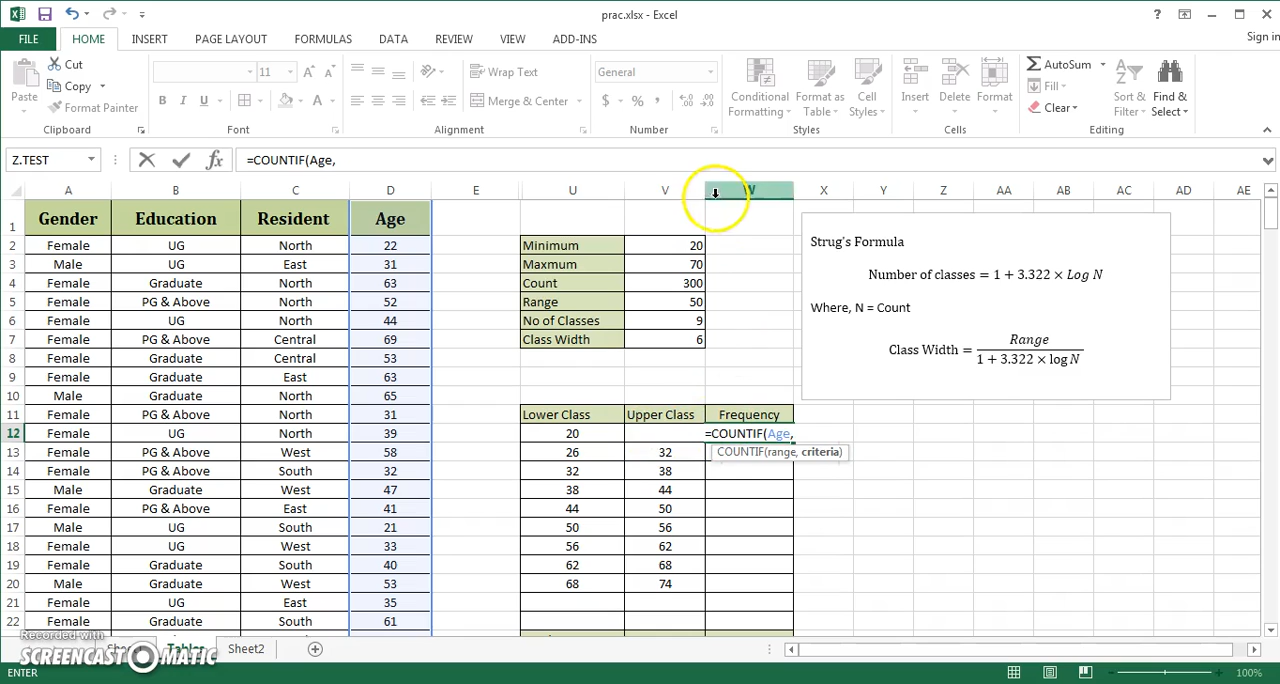 prac.xlsx - Excel
FILE HOME INSERT PAGE LAYOUT FORMULAS DATA REVIEW VIEW ADD-INS Sign in
Paste
Cut
Copy
Format Painter
Clipboard
11 A A
B I U A
Font
Wrap Text
Merge & Center
Alignment
General
$ % ,
Number
Conditional Formatting
Format as Table
Cell Styles
Styles
Insert Delete Format
Cells
AutoSum
Fill
Clear
Sort & Filter
Find & Select
Editing
Z.TEST fx =COUNTIF(Age,
A B C D E U V W X Y Z AA AB AC AD AE
1 Gender Education Resident Age
2 Female UG North 22 Minimum 20
3 Male UG East 31 Maxmum 70
4 Female Graduate North 63 Count 300
5 Female PG & Above North 52 Range 50
6 Female UG North 44 No of Classes 9
7 Female PG & Above Central 69 Class Width 6
8 Female Graduate Central 53
9 Female Graduate East 63
10 Male Graduate North 65
11 Female PG & Above North 31 Lower Class Upper Class Frequency
12 Female UG North 39 20 =COUNTIF(Age,
13 Female PG & Above West 58 26 32 COUNTIF(range, criteria)
14 Female PG & Above South 32 32 38
15 Male Graduate West 47 38 44
16 Female PG & Above East 41 44 50
17 Male UG South 21 50 56
18 Female UG West 33 56 62
19 Female Graduate South 40 62 68
20 Male Graduate West 53 68 74
21 Female UG East 35
22 Female Graduate South 61
Strug's Formula
Number of classes = 1 + 3.322 × Log N
Where, N = Count
Class Width = Range
1 + 3.322 × log N
Recorded with
SCREENCAST O MATIC
Sheet2
ENTER 100%